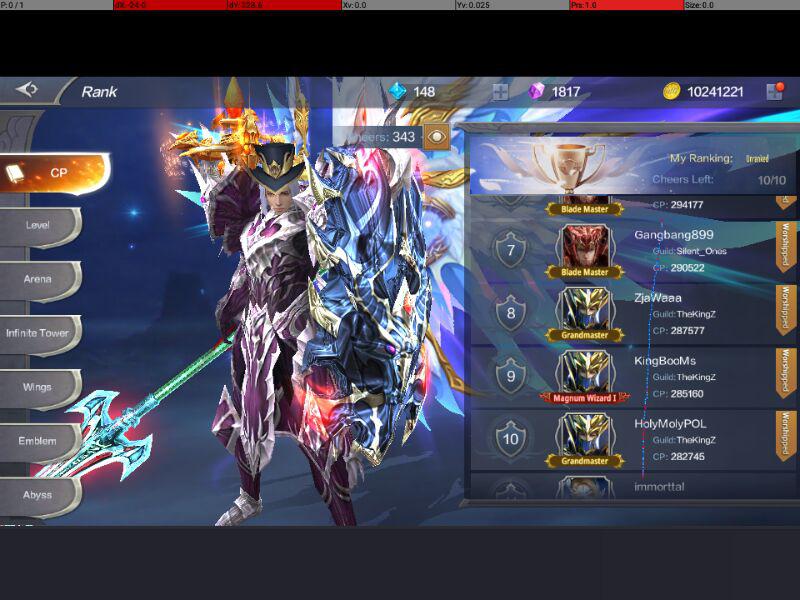 P: 0 / 1
dX: -24.0
dY: 328.6
Xv: 0.0
Yv: 0.025
Prs: 1.0
Size: 0.0
Rank
148
1817
10241221
Cheers: 343
CP
Level
Arena
Infinite Tower
Wings
Emblem
Abyss
My Ranking: Unranked
Cheers Left: 10/10
Blade Master
CP: 294177
7
Blade Master
Gangbang899
Guild:Silent_Ones
CP: 290522
Worshipped
8
Grandmaster
ZjaWaaa
Guild:TheKingZ
CP: 287577
Worshipped
9
Magnum Wizard I
KingBooMs
Guild:TheKingZ
CP: 285160
Worshipped
10
Grandmaster
HolyMolyPOL
Guild:TheKingZ
CP: 282745
Worshipped
immorttal